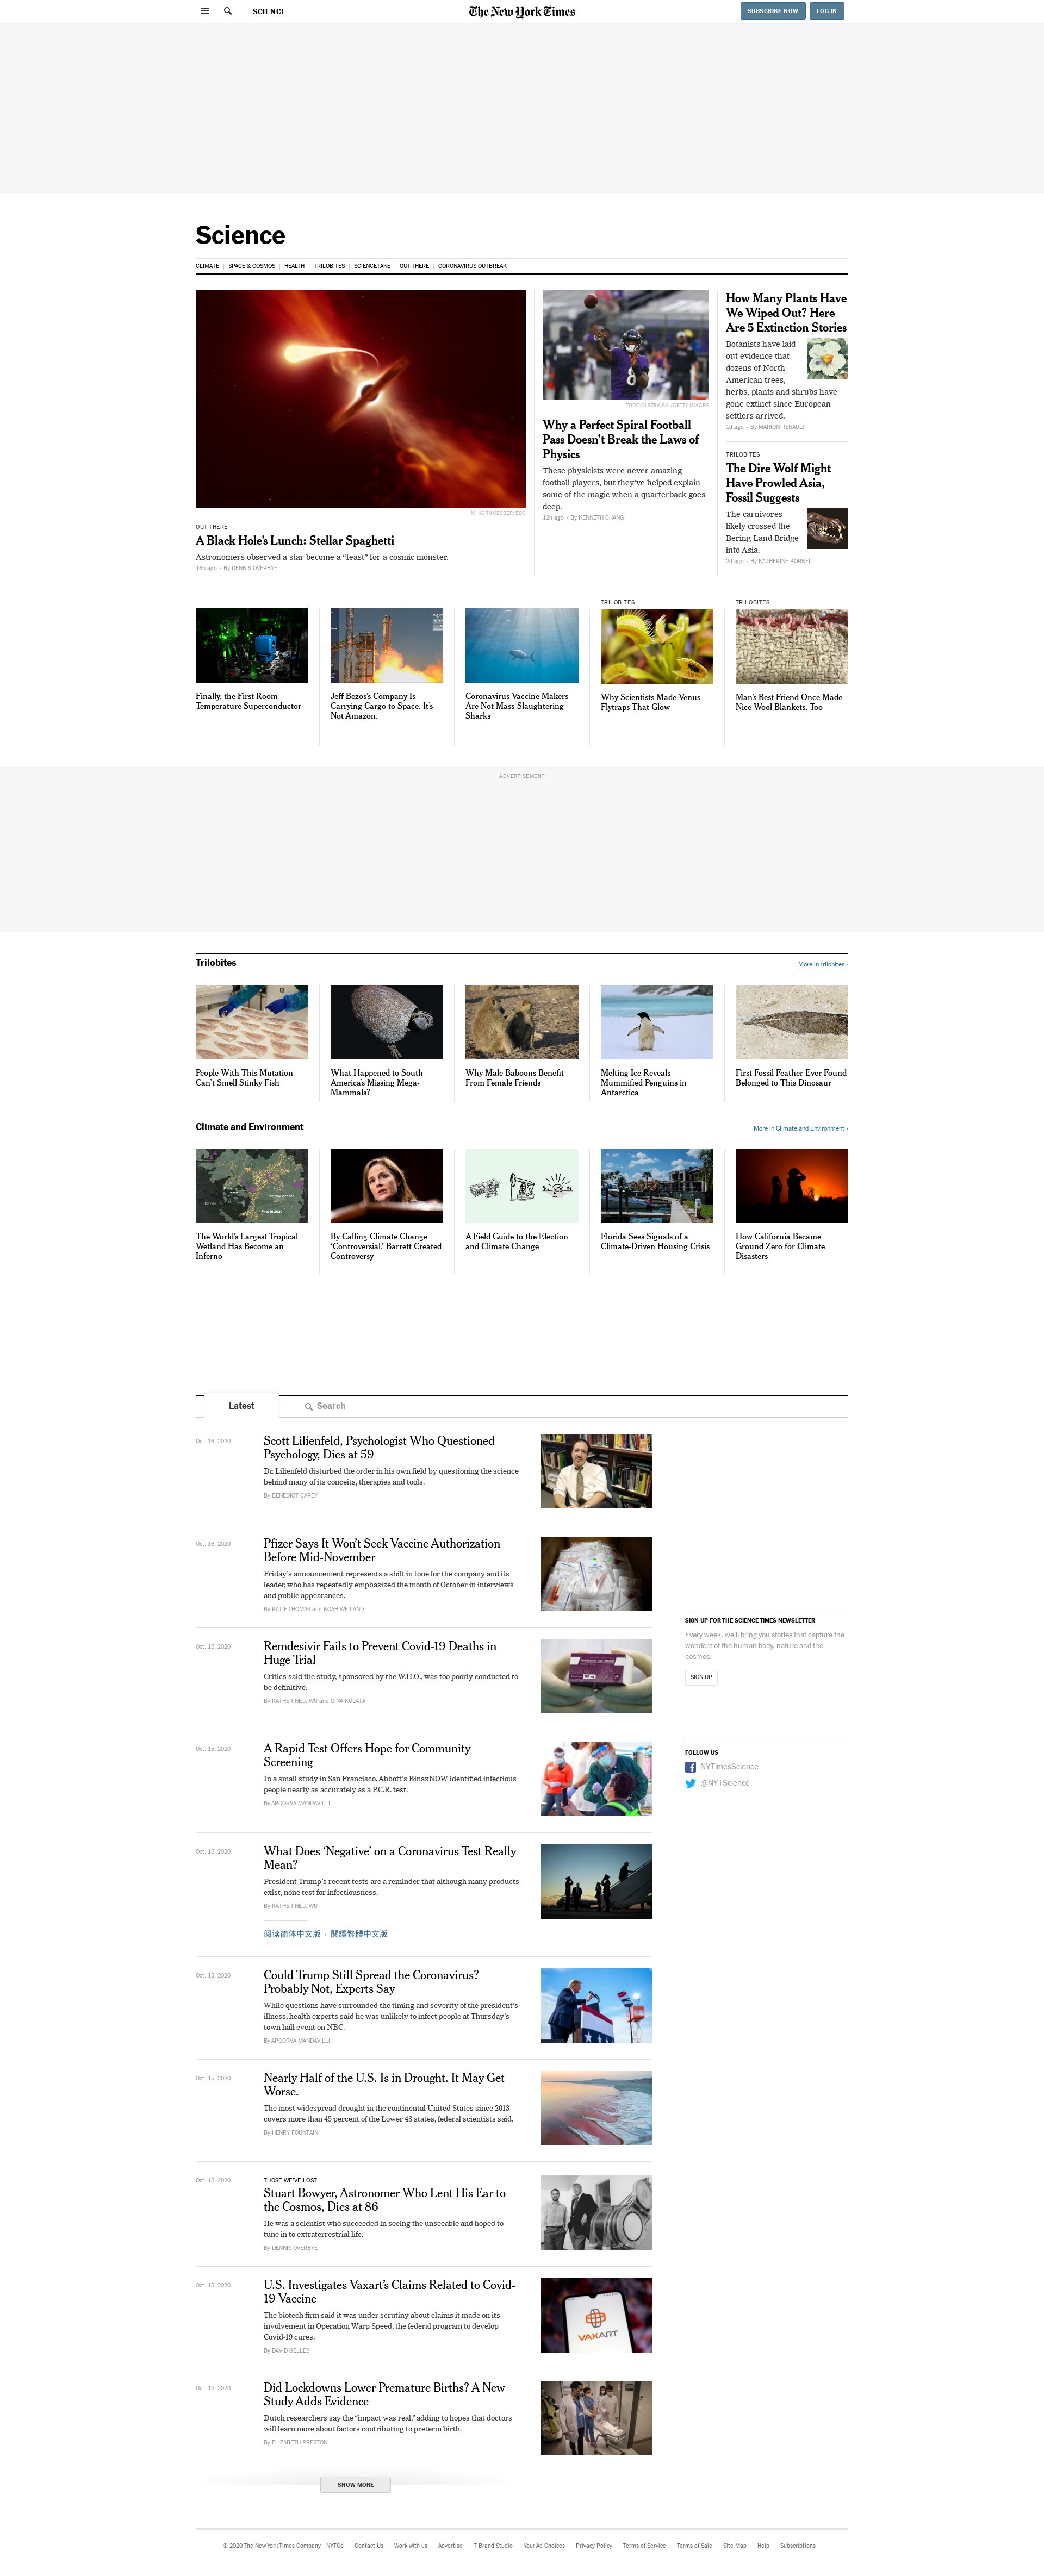 SCIENCE
The New York Times
SUBSCRIBE NOW
LOG IN
Science
CLIMATE
SPACE & COSMOS
HEALTH
TRILOBITES
SCIENCETAKE
OUT THERE
CORONAVIRUS OUTBREAK
M. KORNMESSER/ESO
OUT THERE
A Black Hole’s Lunch: Stellar Spaghetti
Astronomers observed a star become a “feast” for a cosmic monster.
16h ago - By DENNIS OVERBYE
TODD OLSZEWSKI/GETTY IMAGES
Why a Perfect Spiral Football
Pass Doesn’t Break the Laws of
Physics
These physicists were never amazing
football players, but they’ve helped explain
some of the magic when a quarterback goes
deep.
12h ago - By KENNETH CHANG
How Many Plants Have
We Wiped Out? Here
Are 5 Extinction Stories
Botanists have laid
out evidence that
dozens of North
American trees,
herbs, plants and shrubs have
gone extinct since European
settlers arrived.
1d ago - By MARION RENAULT
TRILOBITES
The Dire Wolf Might
Have Prowled Asia,
Fossil Suggests
The carnivores
likely crossed the
Bering Land Bridge
into Asia.
2d ago - By KATHERINE KORNEI
Finally, the First Room-
Temperature Superconductor
Jeff Bezos’s Company Is
Carrying Cargo to Space. It’s
Not Amazon.
Coronavirus Vaccine Makers
Are Not Mass-Slaughtering
Sharks
TRILOBITES
Why Scientists Made Venus
Flytraps That Glow
TRILOBITES
Man’s Best Friend Once Made
Nice Wool Blankets, Too
ADVERTISEMENT
Trilobites
More in Trilobites ›
People With This Mutation
Can’t Smell Stinky Fish
What Happened to South
America’s Missing Mega-
Mammals?
Why Male Baboons Benefit
From Female Friends
Melting Ice Reveals
Mummified Penguins in
Antarctica
First Fossil Feather Ever Found
Belonged to This Dinosaur
Climate and Environment
More in Climate and Environment ›
The World’s Largest Tropical
Wetland Has Become an
Inferno
By Calling Climate Change
‘Controversial,’ Barrett Created
Controversy
A Field Guide to the Election
and Climate Change
Florida Sees Signals of a
Climate-Driven Housing Crisis
How California Became
Ground Zero for Climate
Disasters
Latest
Search
Oct. 16, 2020
Scott Lilienfeld, Psychologist Who Questioned
Psychology, Dies at 59
Dr. Lilienfeld disturbed the order in his own field by questioning the science
behind many of its conceits, therapies and tools.
By BENEDICT CAREY
Oct. 16, 2020
Pfizer Says It Won’t Seek Vaccine Authorization
Before Mid-November
Friday’s announcement represents a shift in tone for the company and its
leader, who has repeatedly emphasized the month of October in interviews
and public appearances.
By KATIE THOMAS and NOAH WEILAND
Oct. 15, 2020
Remdesivir Fails to Prevent Covid-19 Deaths in
Huge Trial
Critics said the study, sponsored by the W.H.O., was too poorly conducted to
be definitive.
By KATHERINE J. WU and GINA KOLATA
Oct. 15, 2020
A Rapid Test Offers Hope for Community
Screening
In a small study in San Francisco, Abbott’s BinaxNOW identified infectious
people nearly as accurately as a P.C.R. test.
By APOORVA MANDAVILLI
Oct. 15, 2020
What Does ‘Negative’ on a Coronavirus Test Really
Mean?
President Trump’s recent tests are a reminder that although many products
exist, none test for infectiousness.
By KATHERINE J. WU
阅读简体中文版 · 閱讀繁體中文版
Oct. 15, 2020
Could Trump Still Spread the Coronavirus?
Probably Not, Experts Say
While questions have surrounded the timing and severity of the president’s
illness, health experts said he was unlikely to infect people at Thursday’s
town hall event on NBC.
By APOORVA MANDAVILLI
Oct. 15, 2020
Nearly Half of the U.S. Is in Drought. It May Get
Worse.
The most widespread drought in the continental United States since 2013
covers more than 45 percent of the Lower 48 states, federal scientists said.
By HENRY FOUNTAIN
Oct. 15, 2020
THOSE WE’VE LOST
Stuart Bowyer, Astronomer Who Lent His Ear to
the Cosmos, Dies at 86
He was a scientist who succeeded in seeing the unseeable and hoped to
tune in to extraterrestrial life.
By DENNIS OVERBYE
Oct. 15, 2020
U.S. Investigates Vaxart’s Claims Related to Covid-
19 Vaccine
The biotech firm said it was under scrutiny about claims it made on its
involvement in Operation Warp Speed, the federal program to develop
Covid-19 cures.
By DAVID GELLES
VAXART
Oct. 15, 2020
Did Lockdowns Lower Premature Births? A New
Study Adds Evidence
Dutch researchers say the “impact was real,” adding to hopes that doctors
will learn more about factors contributing to preterm birth.
By ELIZABETH PRESTON
SHOW MORE
SIGN UP FOR THE SCIENCE TIMES NEWSLETTER
Every week, we’ll bring you stories that capture the
wonders of the human body, nature and the
cosmos.
SIGN UP
FOLLOW US
NYTimesScience
@NYTScience
© 2020 The New York Times Company
NYTCo
Contact Us
Work with us
Advertise
T Brand Studio
Your Ad Choices
Privacy Policy
Terms of Service
Terms of Sale
Site Map
Help
Subscriptions